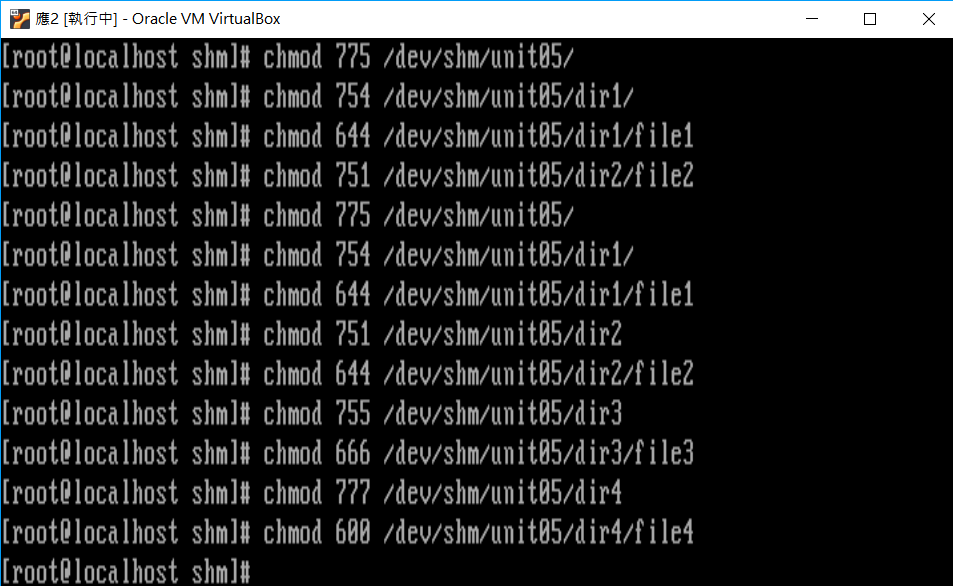 應2 [執行中] - Oracle VM VirtualBox
[root@localhost shm]# chmod 775 /dev/shm/unit05/
[root@localhost shm]# chmod 754 /dev/shm/unit05/dir1/
[root@localhost shm]# chmod 644 /dev/shm/unit05/dir1/file1
[root@localhost shm]# chmod 751 /dev/shm/unit05/dir2/file2
[root@localhost shm]# chmod 775 /dev/shm/unit05/
[root@localhost shm]# chmod 754 /dev/shm/unit05/dir1/
[root@localhost shm]# chmod 644 /dev/shm/unit05/dir1/file1
[root@localhost shm]# chmod 751 /dev/shm/unit05/dir2
[root@localhost shm]# chmod 644 /dev/shm/unit05/dir2/file2
[root@localhost shm]# chmod 755 /dev/shm/unit05/dir3
[root@localhost shm]# chmod 666 /dev/shm/unit05/dir3/file3
[root@localhost shm]# chmod 777 /dev/shm/unit05/dir4
[root@localhost shm]# chmod 600 /dev/shm/unit05/dir4/file4
[root@localhost shm]#